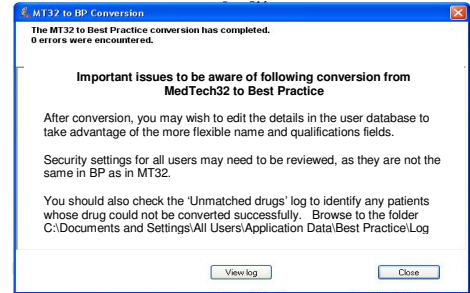 MT32 to BP Conversion
The MT32 to Best Practice conversion has completed.
0 errors were encountered.
Important issues to be aware of following conversion from
MedTech32 to Best Practice
After conversion, you may wish to edit the details in the user database to
take advantage of the more flexible name and qualifications fields.
Security settings for all users may need to be reviewed, as they are not the
same in BP as in MT32.
You should also check the ‘Unmatched drugs’ log to identify any patients
whose drug could not be converted successfully.   Browse to the folder
C:\Documents and Settings\All Users\Application Data\Best Practice\Log
View log
Close